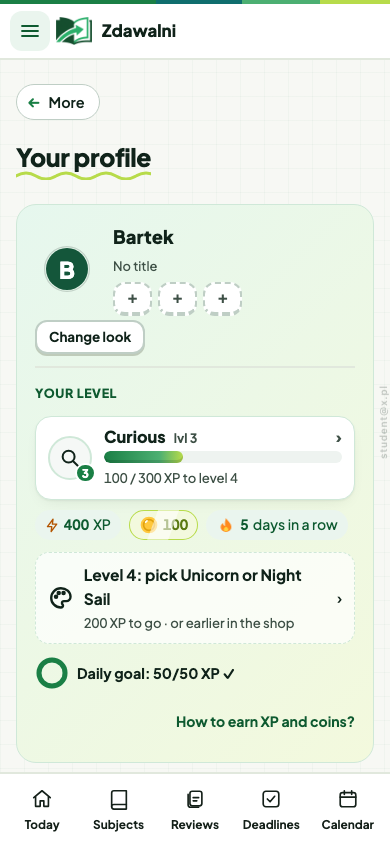 Zdawalni
← More
Your profile
B
Bartek
No title
+ + +
Change look
YOUR LEVEL
Curious lvl 3 ›
3
100 / 300 XP to level 4
400 XP
100
5 days in a row
Level 4: pick Unicorn or Night
Sail ›
200 XP to go · or earlier in the shop
Daily goal: 50/50 XP ✓
How to earn XP and coins?
student@x.pl
Today Subjects Reviews Deadlines Calendar